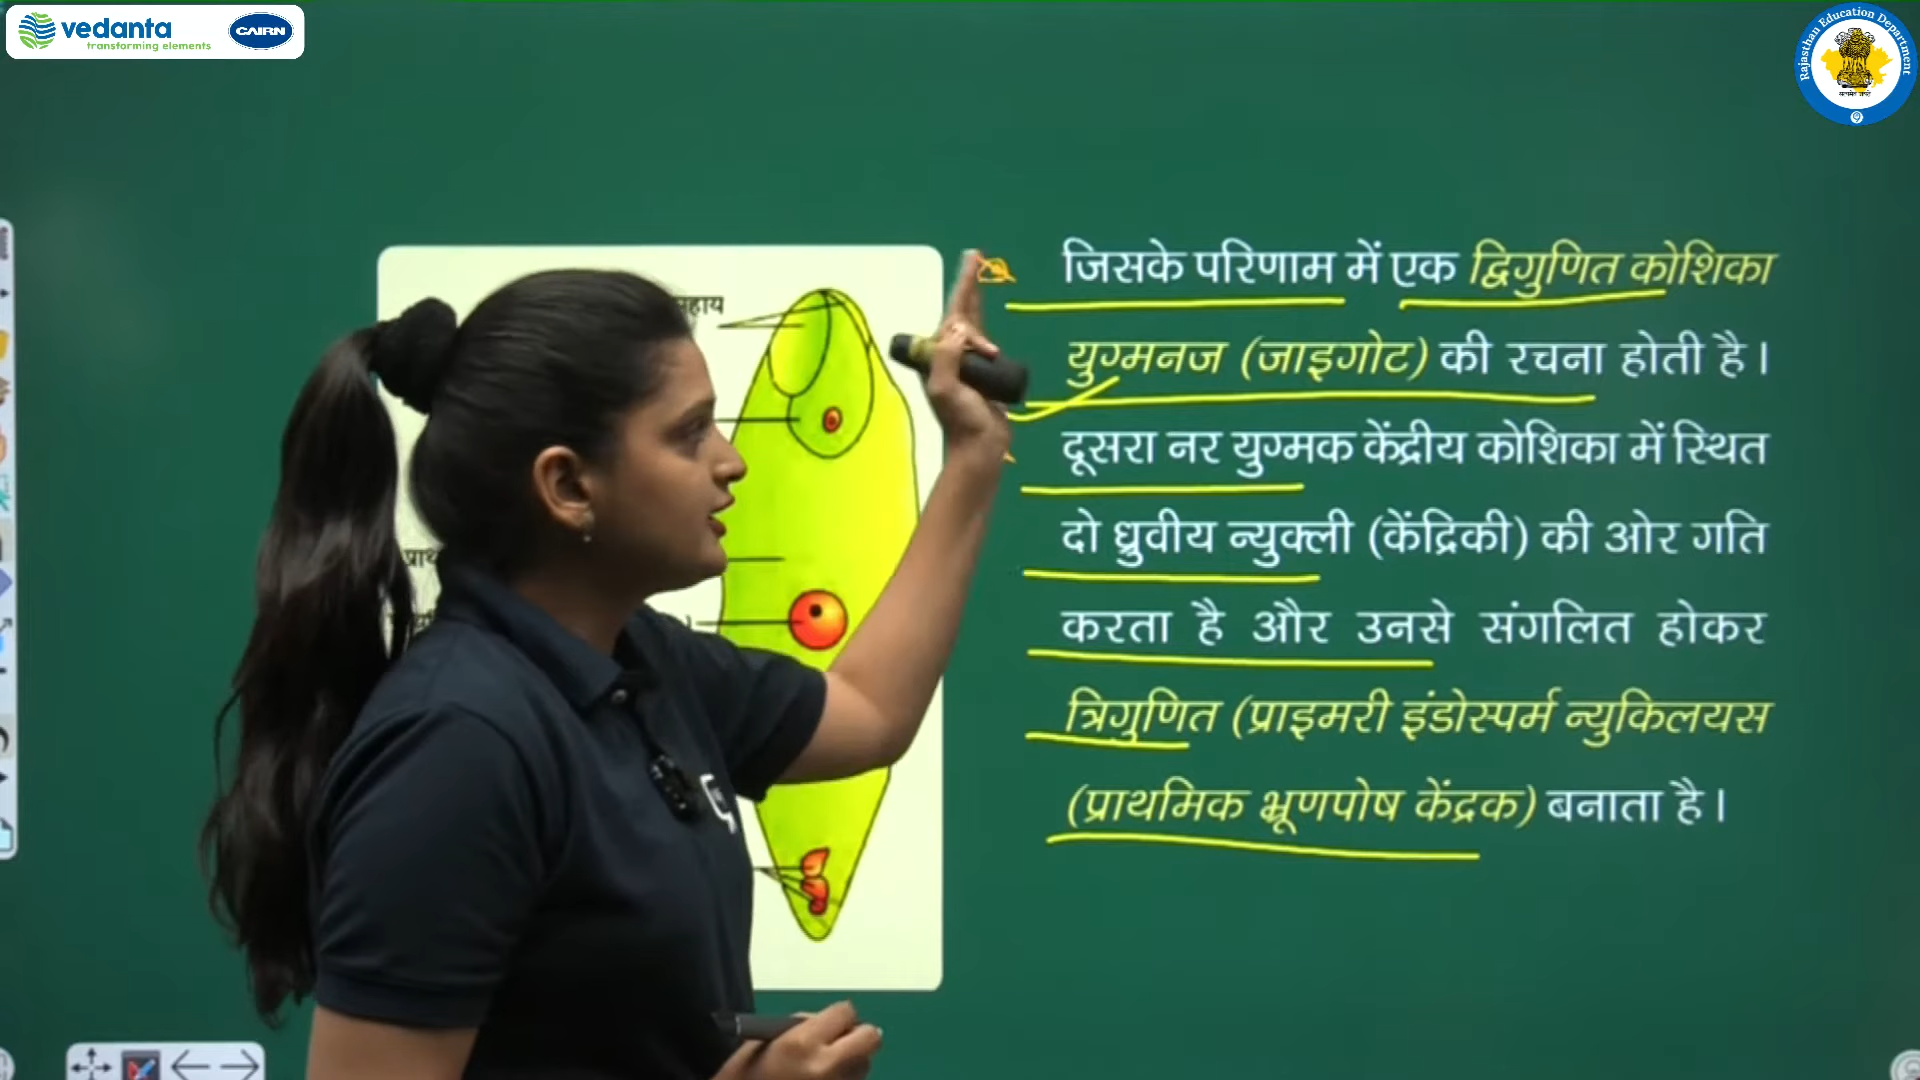 vedanta
transforming elements
CAIRN
Rajasthan Education Department
जिसके परिणाम में एक द्विगुणित कोशिका
युग्मनज (जाइगोट) की रचना होती है।
दूसरा नर युग्मक केंद्रीय कोशिका में स्थित
दो ध्रुवीय न्युक्ली (केंद्रिकी) की ओर गति
करता है और उनसे संगलित होकर
त्रिगुणित (प्राइमरी इंडोस्पर्म न्युकिलयस
(प्राथमिक भ्रूणपोष केंद्रक) बनाता है।